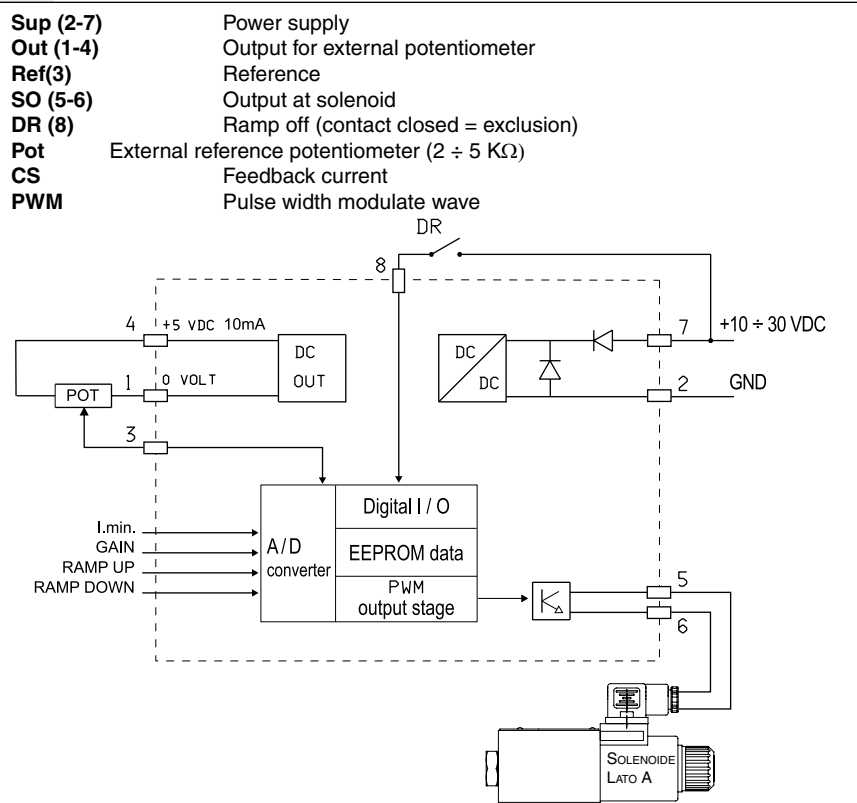 Sup (2-7) Power supply
Out (1-4) Output for external potentiometer
Ref(3) Reference
SO (5-6) Output at solenoid
DR (8) Ramp off (contact closed = exclusion)
Pot External reference potentiometer (2 ÷ 5 KΩ)
CS Feedback current
PWM Pulse width modulate wave
DR
8
4 +5 VDC 10mA
7 +10 ÷ 30 VDC
DC
OUT
DC
DC
1 0 VOLT
2 GND
POT
3
Digital I / O
I.min.
GAIN
RAMP UP
RAMP DOWN
A/D
converter
EEPROM data
PWM
output stage
5
6
SOLENOIDE
LATO A